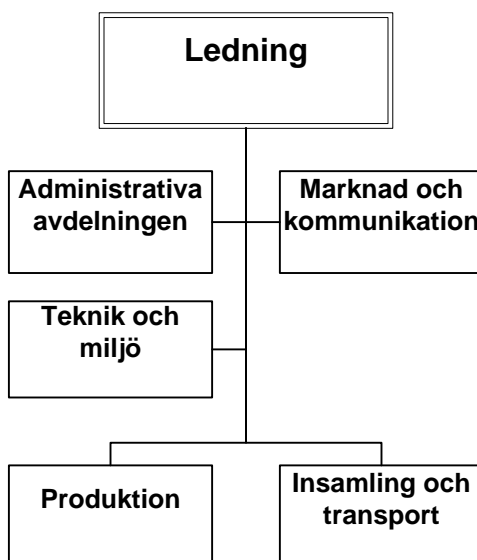 Ledning
Administrativa
avdelningen
Marknad och
kommunikation
Teknik och
miljö
Produktion
Insamling och
transport